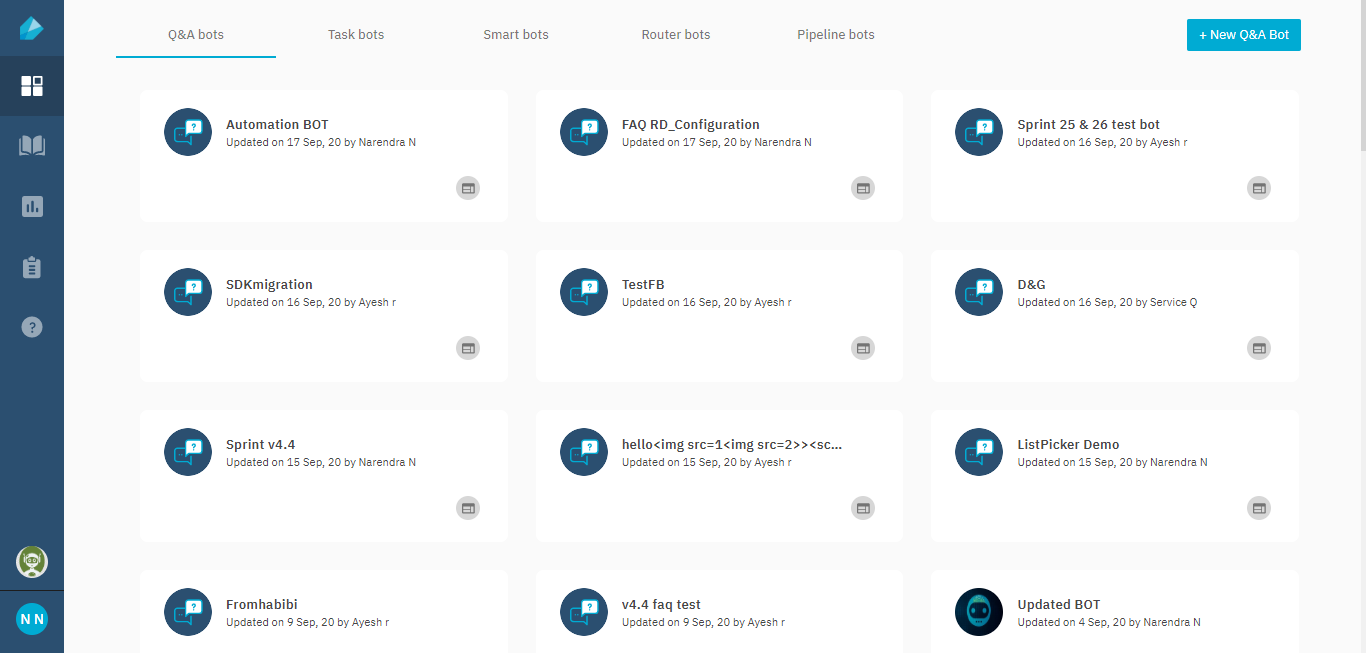 Q&A bots
Task bots
Smart bots
Router bots
Pipeline bots
+ New Q&A Bot
Automation BOT
Updated on 17 Sep, 20 by Narendra N
FAQ RD_Configuration
Updated on 17 Sep, 20 by Narendra N
Sprint 25 & 26 test bot
Updated on 16 Sep, 20 by Ayesh r
SDKmigration
Updated on 16 Sep, 20 by Ayesh r
TestFB
Updated on 16 Sep, 20 by Ayesh r
D&G
Updated on 16 Sep, 20 by Service Q
Sprint v4.4
Updated on 15 Sep, 20 by Narendra N
hello<img src=1<img src=2>><sc...
Updated on 15 Sep, 20 by Ayesh r
ListPicker Demo
Updated on 15 Sep, 20 by Narendra N
Fromhabibi
Updated on 9 Sep, 20 by Ayesh r
v4.4 faq test
Updated on 9 Sep, 20 by Ayesh r
Updated BOT
Updated on 4 Sep, 20 by Narendra N
N N